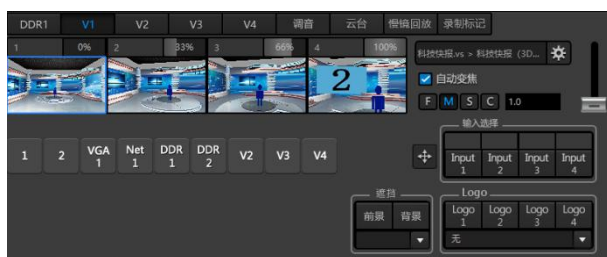 DDR1 V1 V2 V3 V4 调音 云台 慢镜回放 录制标记
1 0% 2 33% 3 66% 4 100%
2
科技快报.vs > 科技快报 (3D...
自动变焦
F M S C 1.0
输入选择
1 2 VGA 1 Net 1 DDR 1 DDR 2 V2 V3 V4
Input 1 Input 2 Input 3 Input 4
遮挡 Logo
前景 背景 Logo 1 Logo 2 Logo 3 Logo 4
无